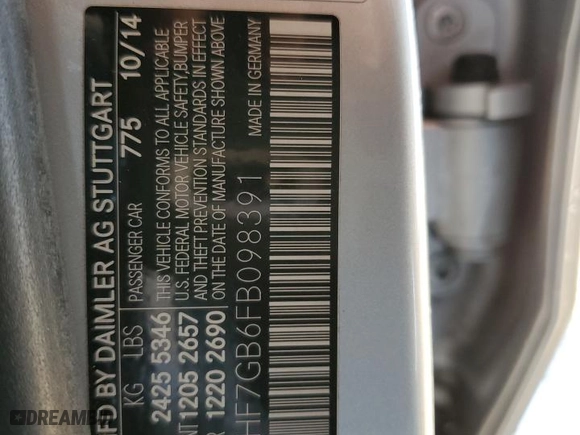 FD BY DAIMLER AG STUTTGART
PASSENGER CAR 775 10/14
KG LBS
2425 5346
1205 2657
1220 2690
THIS VEHICLE CONFORMS TO ALL APPLICABLE
U.S. FEDERAL MOTOR VEHICLE SAFETY, BUMPER
AND THEFT PREVENTION STANDARDS IN EFFECT
ON THE DATE OF MANUFACTURE SHOWN ABOVE
HF7GB6FB098391
MADE IN GERMANY
DREAMBID